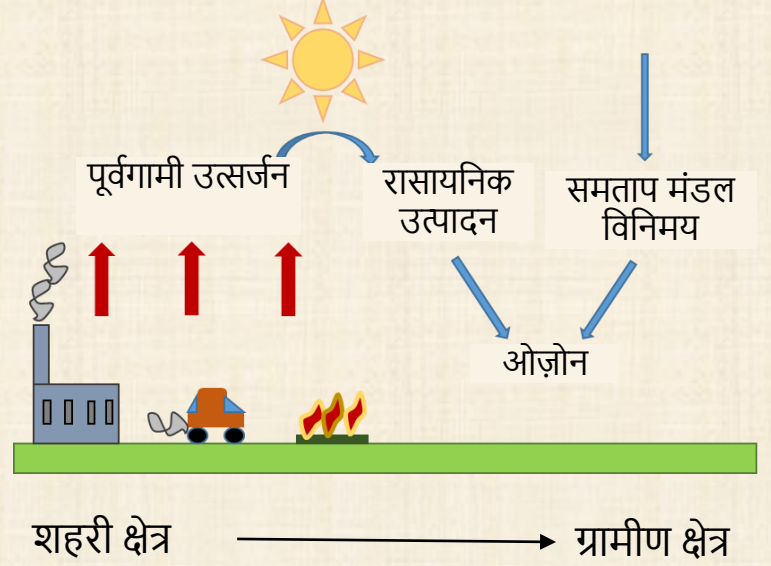 पूर्वगामी उत्सर्जन
रासायनिक
उत्पादन
समताप मंडल
विनिमय
ओज़ोन
शहरी क्षेत्र
ग्रामीण क्षेत्र